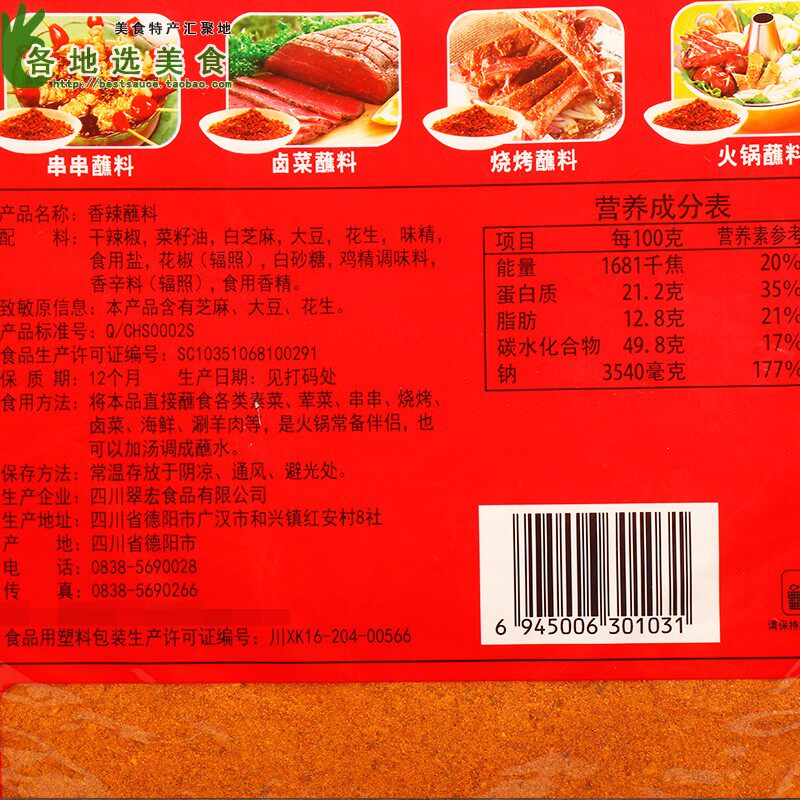 美食特产汇聚地
各地选美食
http://bestsauce.taobao.com
串串蘸料
卤菜蘸料
烧烤蘸料
火锅蘸料
产品名称：香辣蘸料
配 料：干辣椒，菜籽油，白芝麻，大豆，花生，味精，
食用盐，花椒（辐照），白砂糖，鸡精调味料，
香辛料（辐照），食用香精。
致敏原信息：本产品含有芝麻、大豆、花生。
产品标准号：Q/CHS0002S
食品生产许可证编号：SC10351068100291
保 质 期：12个月 生产日期：见打码处
食用方法：将本品直接蘸食各类素菜、荤菜、串串、烧烤、
卤菜、海鲜、涮羊肉等，是火锅常备伴侣，也
可以加汤调成蘸水。
保存方法：常温存放于阴凉、通风、避光处。
生产企业：四川翠宏食品有限公司
生产地址：四川省德阳市广汉市和兴镇红安村8社
产 地：四川省德阳市
电 话：0838-5690028
传 真：0838-5690266
食品用塑料包装生产许可证编号：川XK16-204-00566
营养成分表
项目 每100克 营养素参考
能量 1681千焦 20%
蛋白质 21.2克 35%
脂肪 12.8克 21%
碳水化合物 49.8克 17%
钠 3540毫克 177%
6 945006 301031
请保持